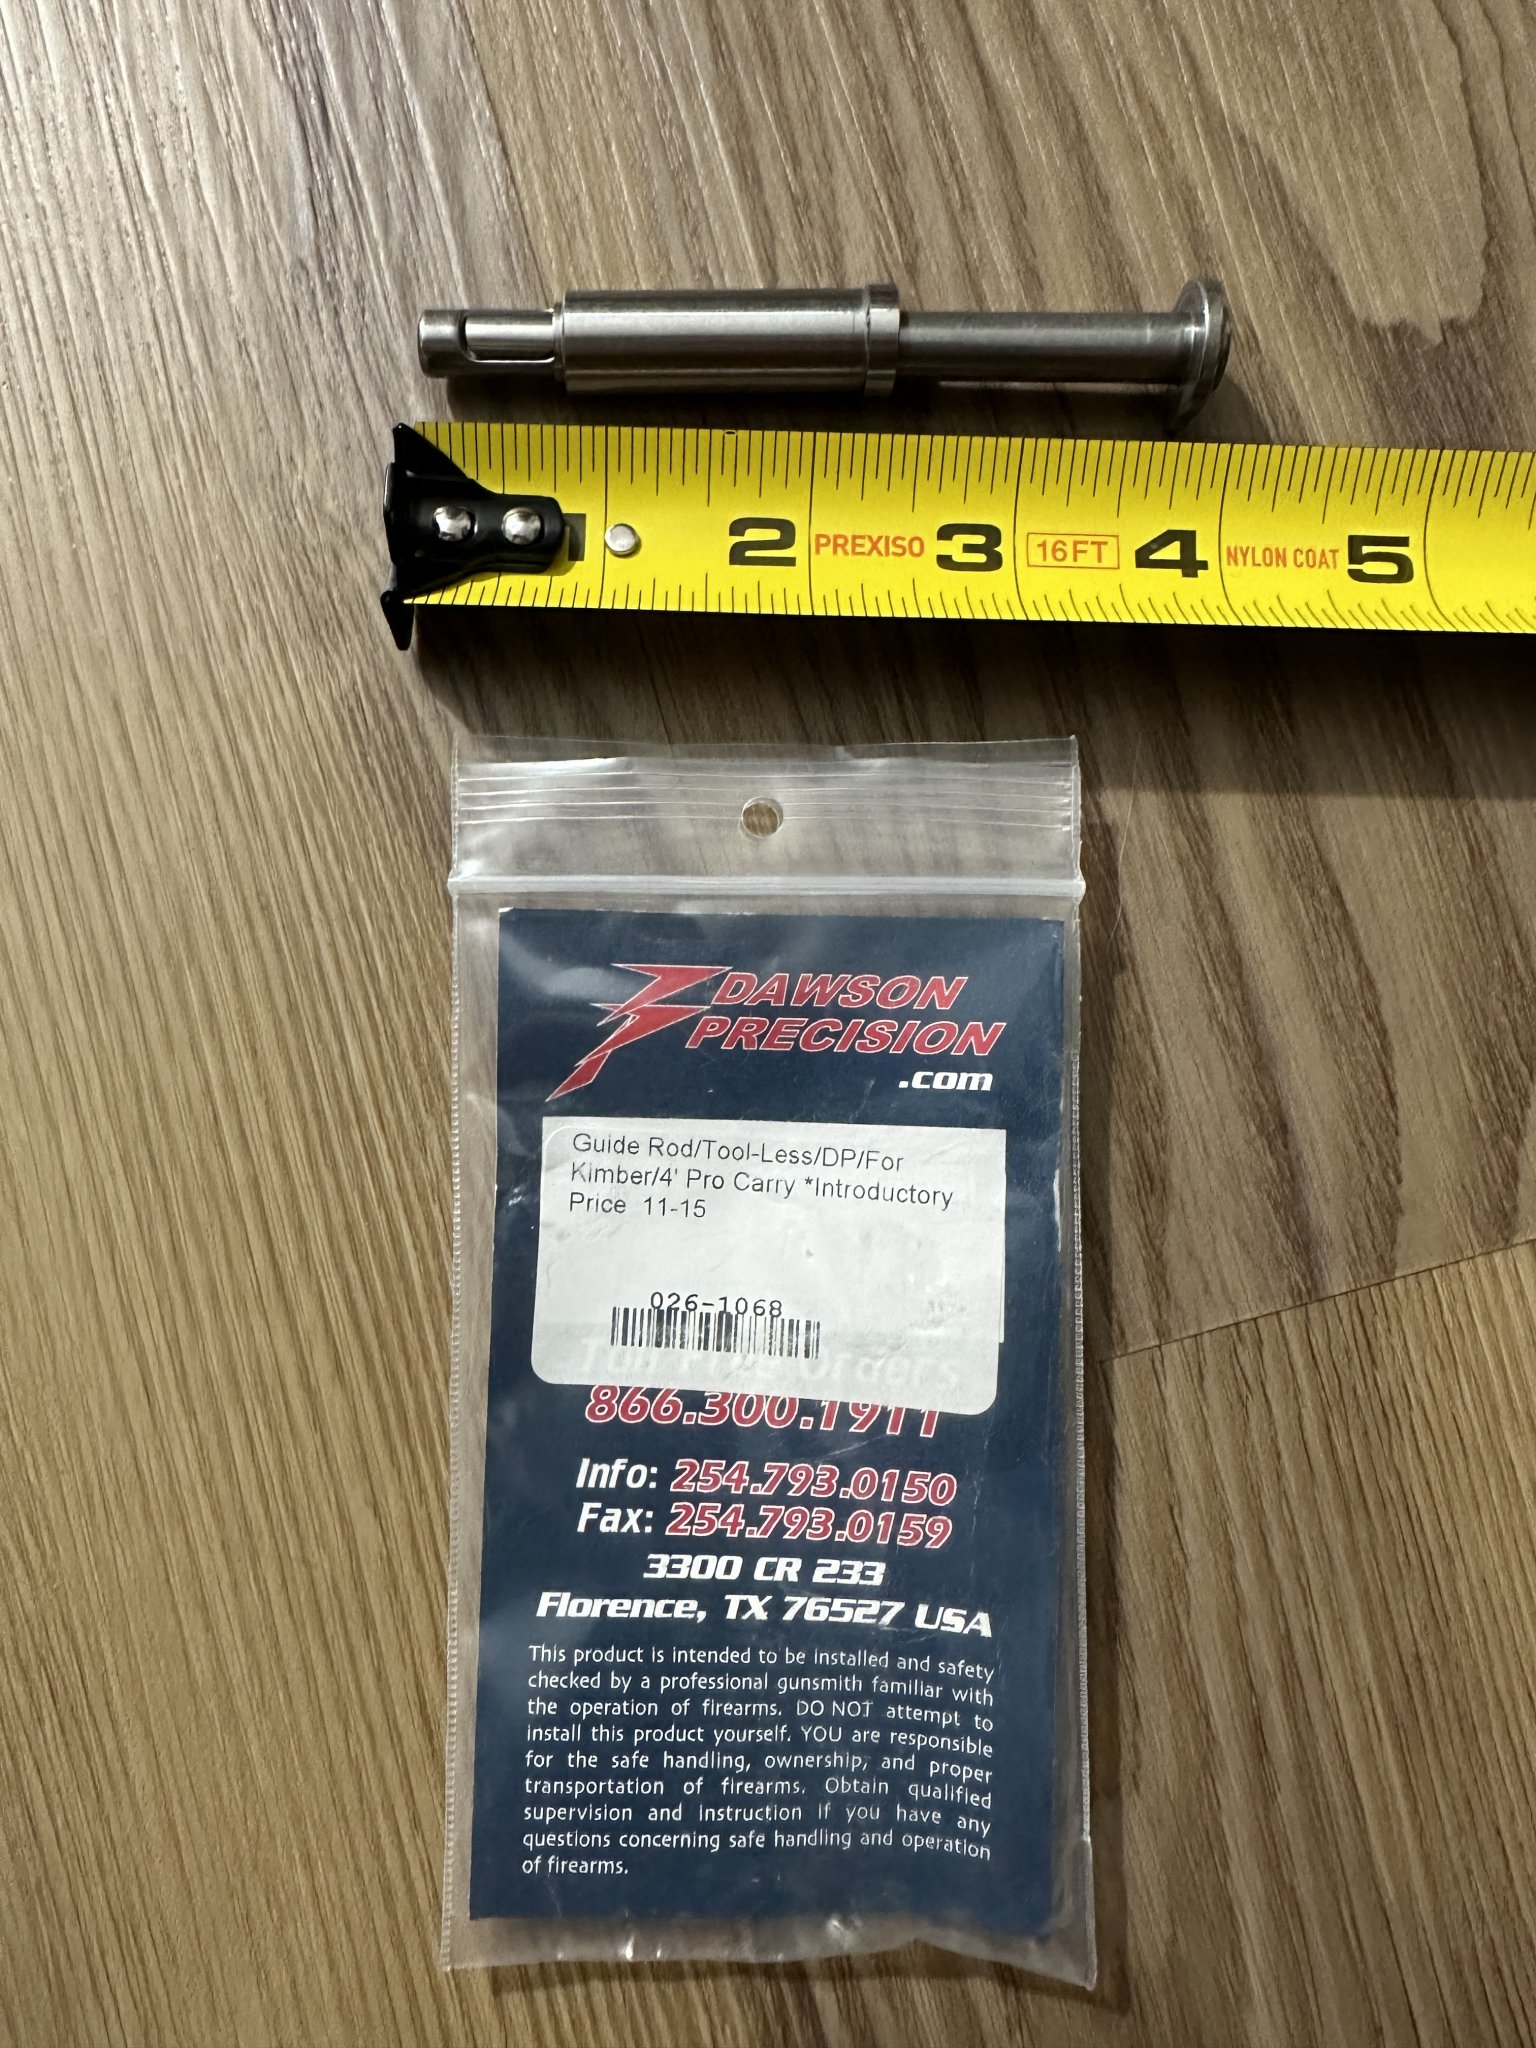 1 2 PREXISO 3 16FT 4 NYLON COAT 5
DAWSON
PRECISION
.com
Guide Rod/Tool-Less/DP/For
Kimber/4' Pro Carry *Introductory
Price 11-15
026-1068
866.300.1911
Info: 254.793.0150
Fax: 254.793.0159
3300 CR 233
Florence, TX 76527 USA
This product is intended to be installed and safety
checked by a professional gunsmith familiar with
the operation of firearms. DO NOT attempt to
install this product yourself. YOU are responsible
for the safe handling, ownership, and proper
transportation of firearms. Obtain qualified
supervision and instruction if you have any
questions concerning safe handling and operation
of firearms.